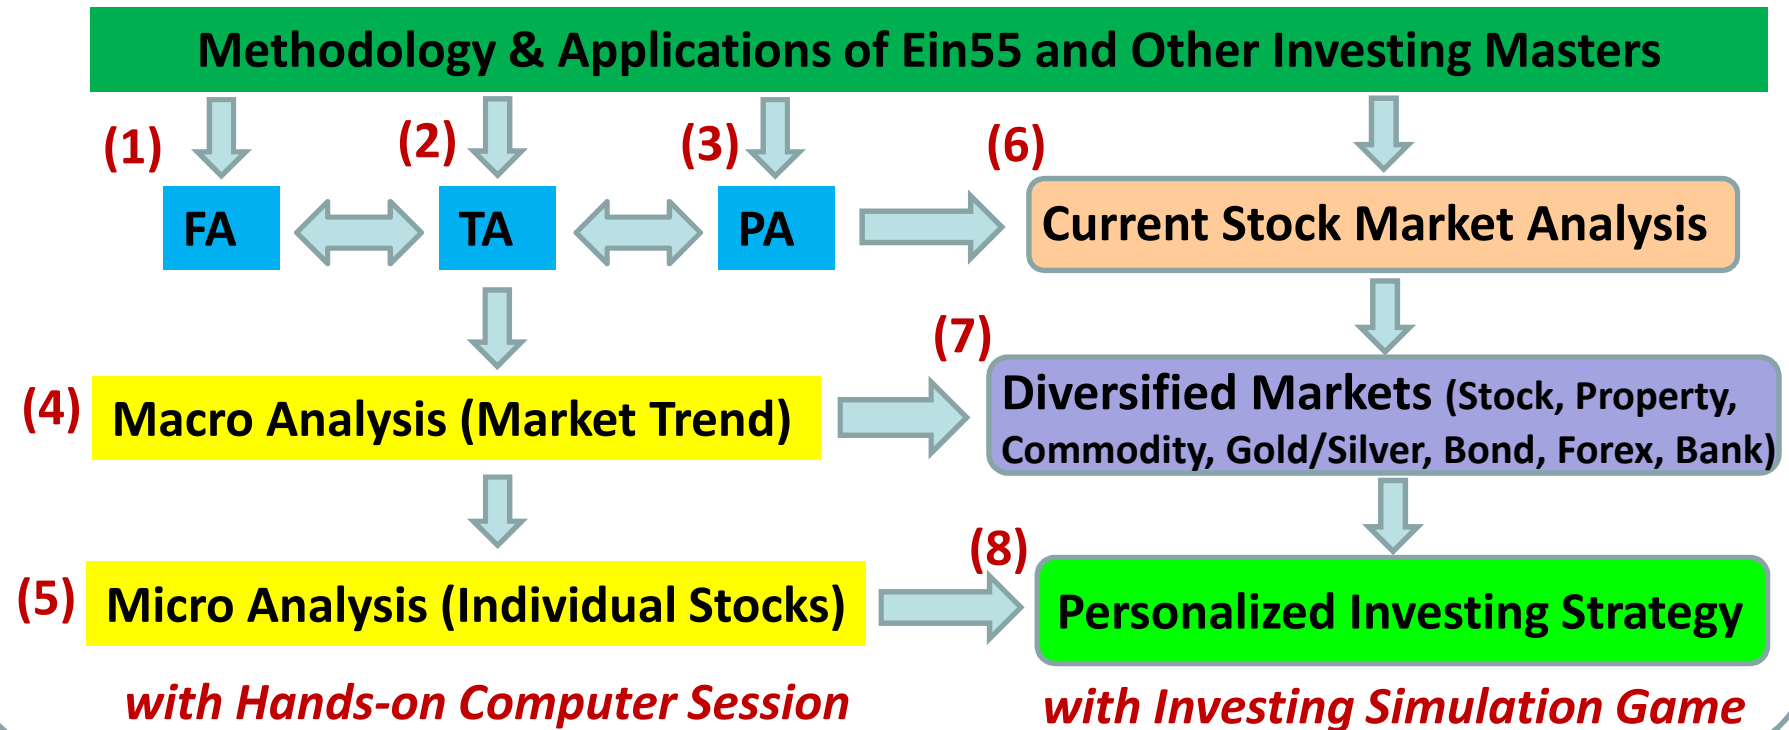 Methodology & Applications of Ein55 and Other Investing Masters
(1)
(2)
(3)
(6)
FA
TA
PA
Current Stock Market Analysis
(7)
(4)
Macro Analysis (Market Trend)
Diversified Markets (Stock, Property,
Commodity, Gold/Silver, Bond, Forex, Bank)
(8)
(5)
Micro Analysis (Individual Stocks)
Personalized Investing Strategy
with Hands-on Computer Session
with Investing Simulation Game